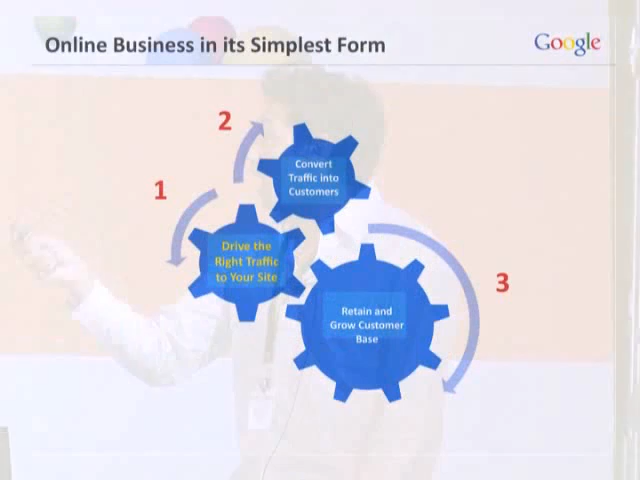 Online Business in its Simplest Form
Google
2
Convert
Traffic into
Customers
1
Drive the
Right Traffic
to Your Site
3
Retain and
Grow Customer
Base